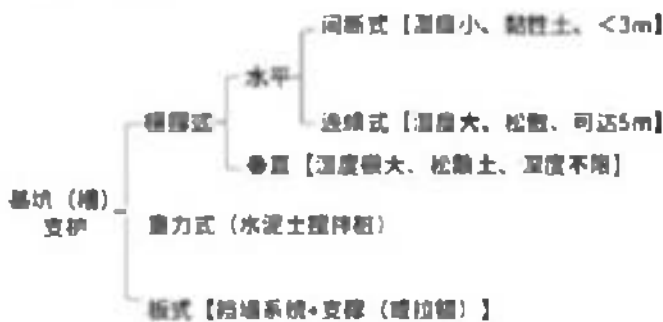 间断式【湿度小、黏性土、<3m】
水平
连续式【湿度大、松散、可达5m】
横撑式
垂直【湿度很大、松散土、深度不限】
基坑（槽）
支护
重力式（水泥土搅拌桩）
板式【挡墙系统+支撑（或拉锚）】